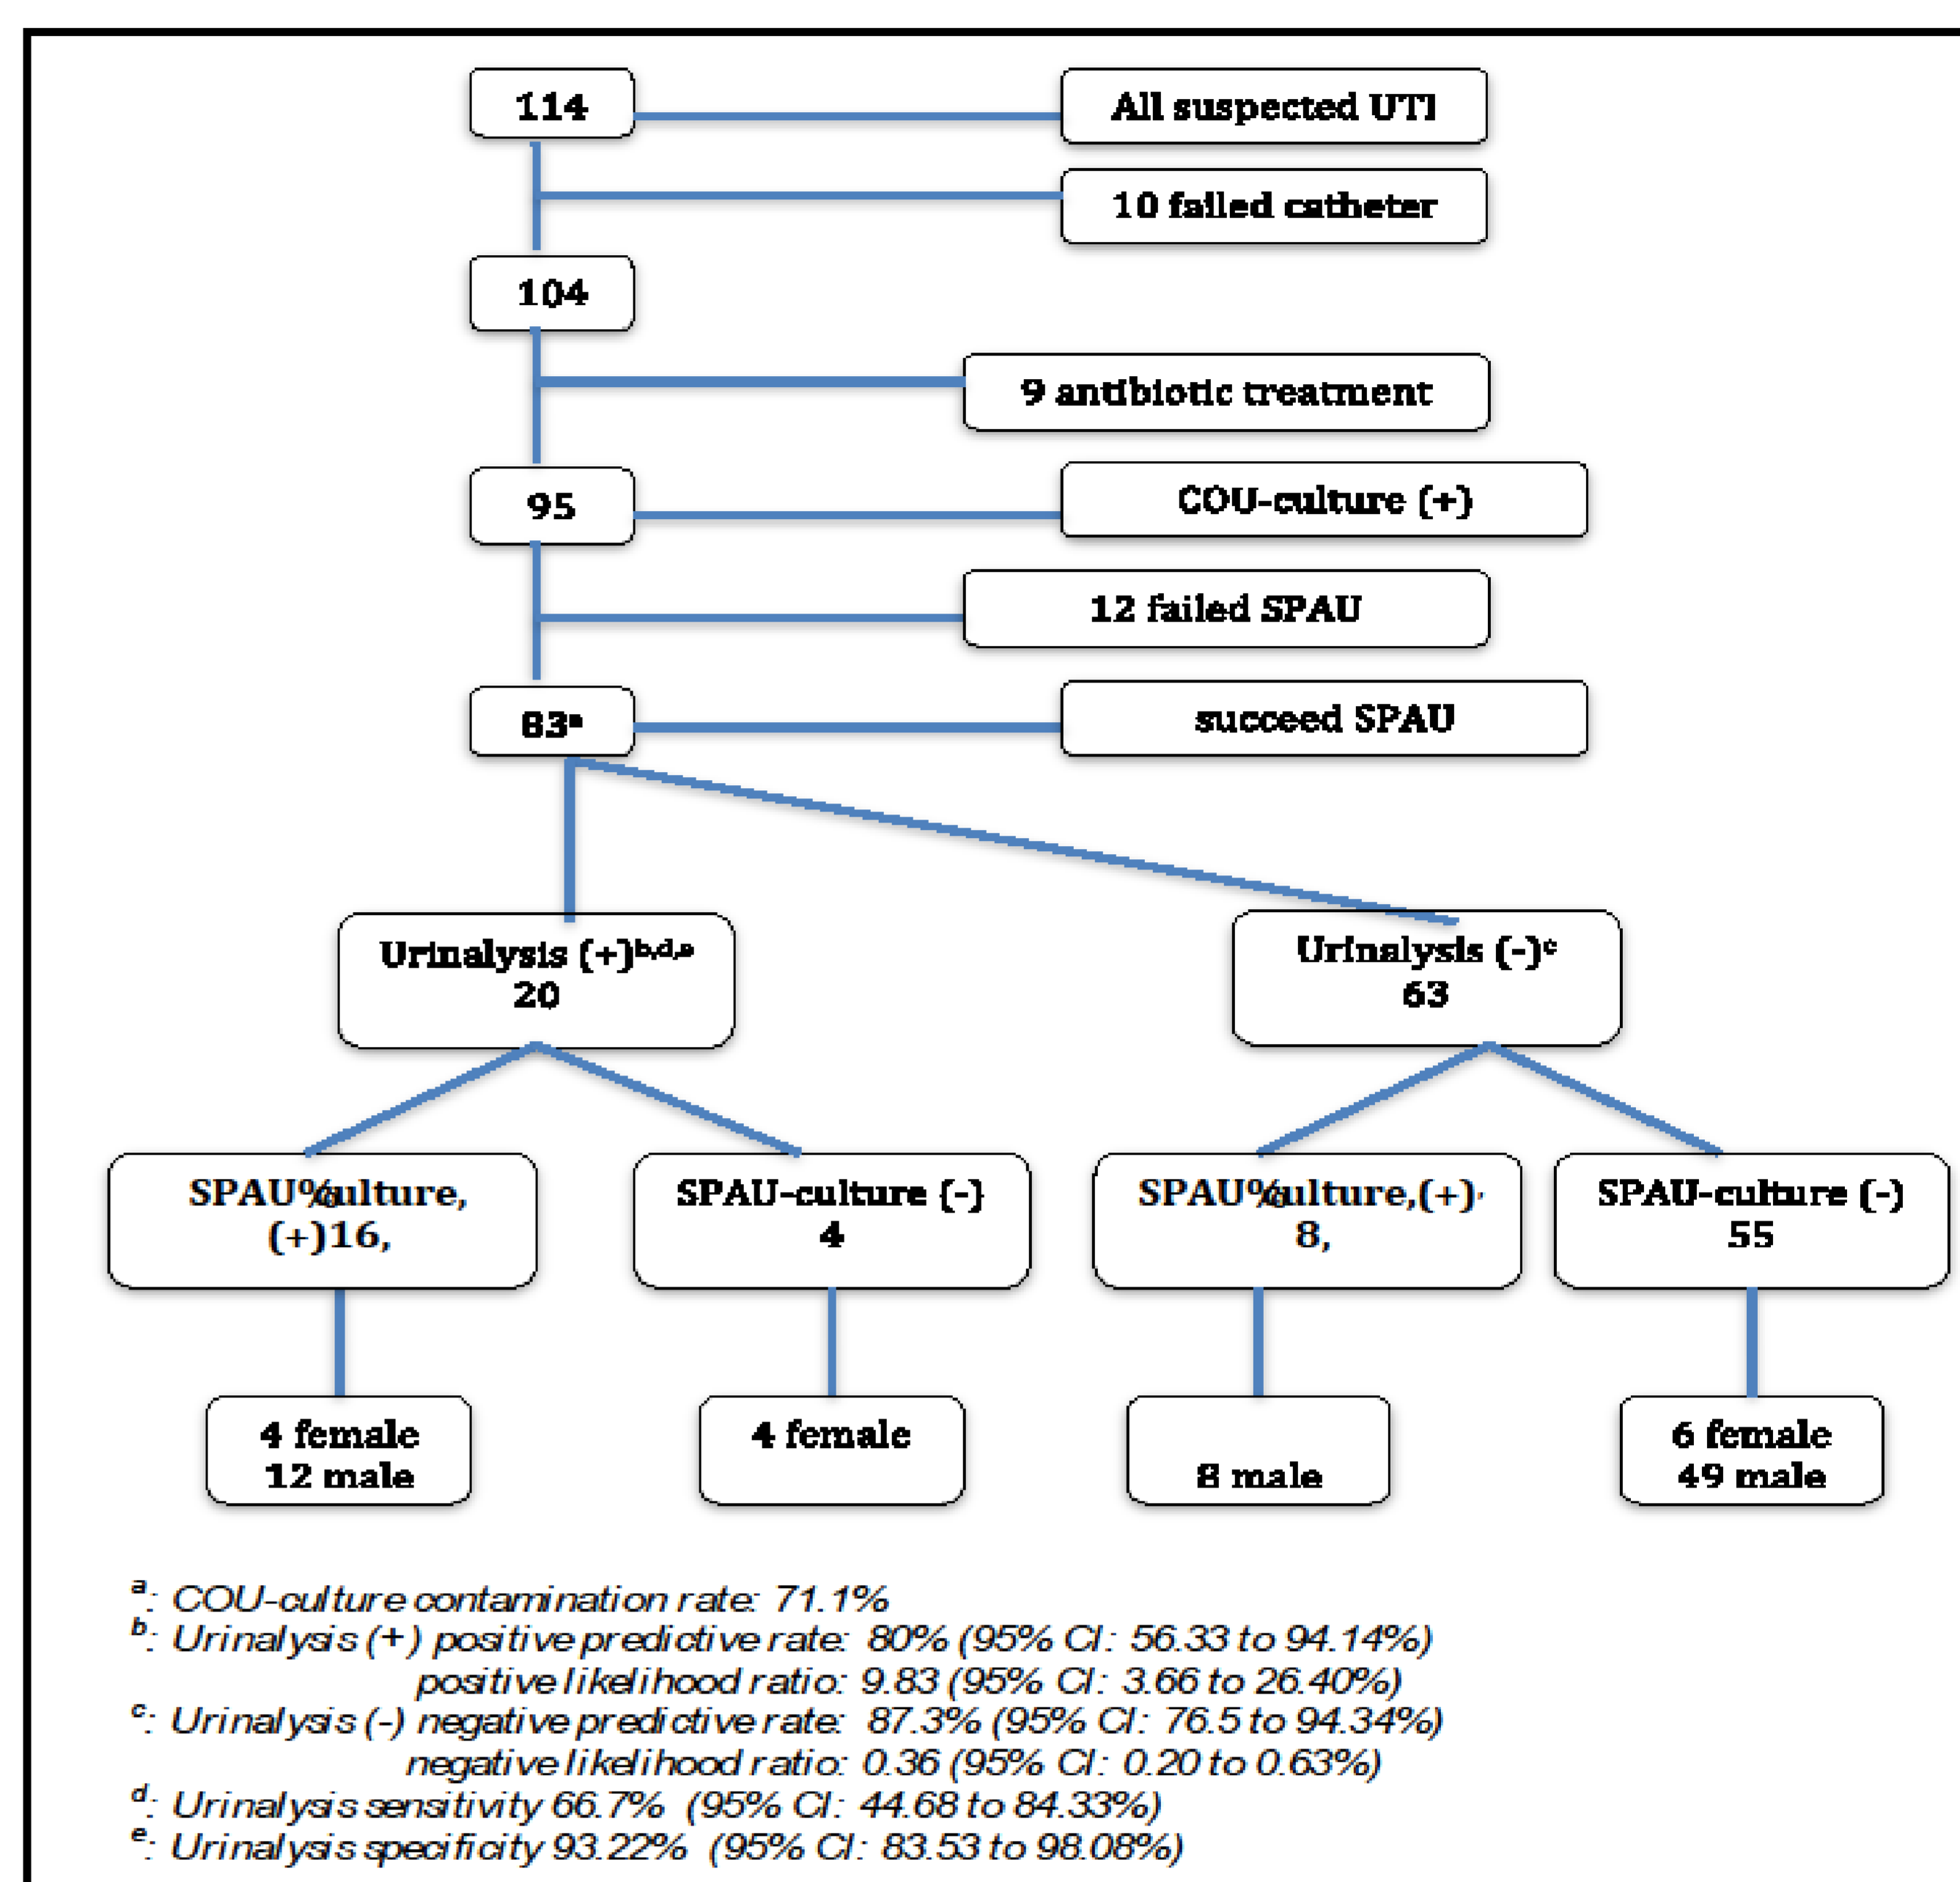 114
All suspected UTI
10 failed catheter
104
9 antibiotic treatment
95
COU-culture (+)
12 failed SPAU
83ᵃ
succeed SPAU
Urinalysis (+)ᵇ,ᵈ,ᵉ
20
Urinalysis (-)ᶜ
63
SPAU%culture,
(+)16,
SPAU-culture (-)
4
SPAU%culture,(+)
8,
SPAU-culture (-)
55
4 female
12 male
4 female
8 male
6 female
49 male
ᵃ: COU-culture contamination rate: 71.1%
ᵇ: Urinalysis (+) positive predictive rate: 80% (95% CI: 56.33 to 94.14%)
positive likelihood ratio: 9.83 (95% CI: 3.66 to 26.40%)
ᶜ: Urinalysis (-) negative predictive rate: 87.3% (95% CI: 76.5 to 94.34%)
negative likelihood ratio: 0.36 (95% CI: 0.20 to 0.63%)
ᵈ: Urinalysis sensitivity 66.7% (95% CI: 44.68 to 84.33%)
ᵉ: Urinalysis specificity 93.22% (95% CI: 83.53 to 98.08%)